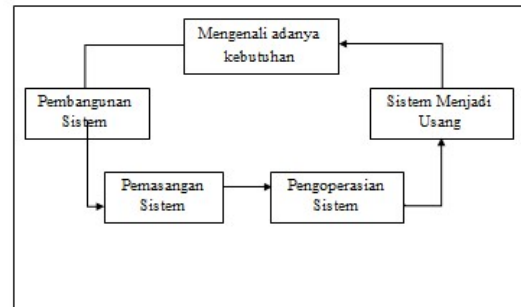 Mengenali adanya
kebutuhan
Pembangunan
Sistem
Sistem Menjadi
Usang
Pemasangan
Sistem
Pengoperasian
Sistem